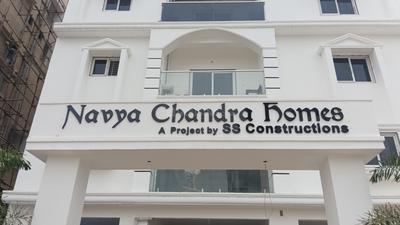 Navya Chandra Homes
A Project by SS Constructions